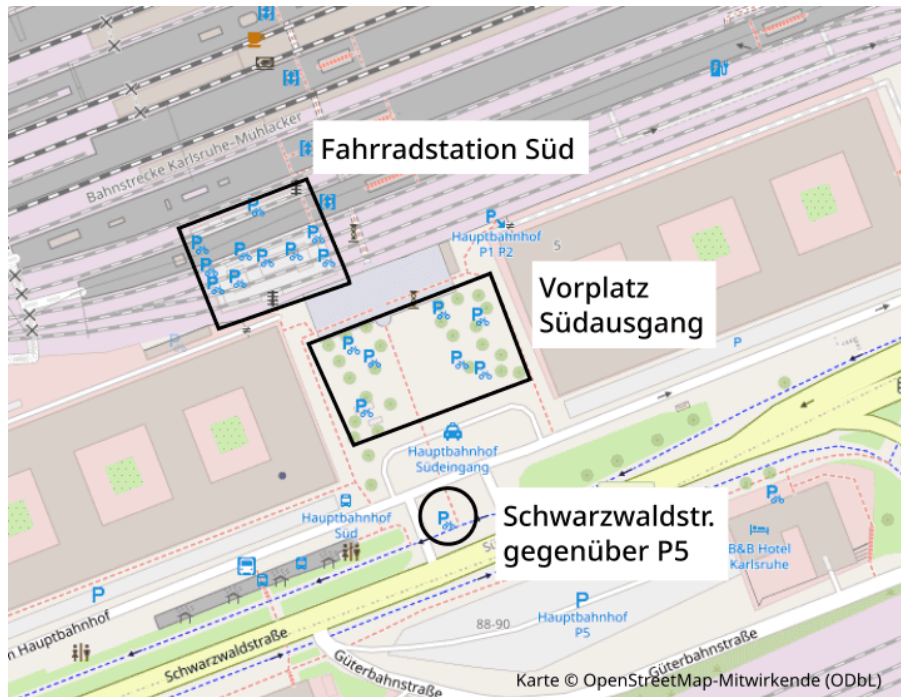 Bahnstrecke Karlsruhe-Mühlacker
Fahrradstation Süd
P
Hauptbahnhof
P1 P2
5
Vorplatz
Südausgang
P
Hauptbahnhof
Südeingang
Hauptbahnhof
Süd
Schwarzwaldstr.
gegenüber P5
B&B Hotel
Karlsruhe
P
P
Hauptbahnhof
P5
88-90
Hauptbahnhof
Schwarzwaldstraße
Güterbahnstraße
Güterbahnstraße
Karte © OpenStreetMap-Mitwirkende (ODbL)